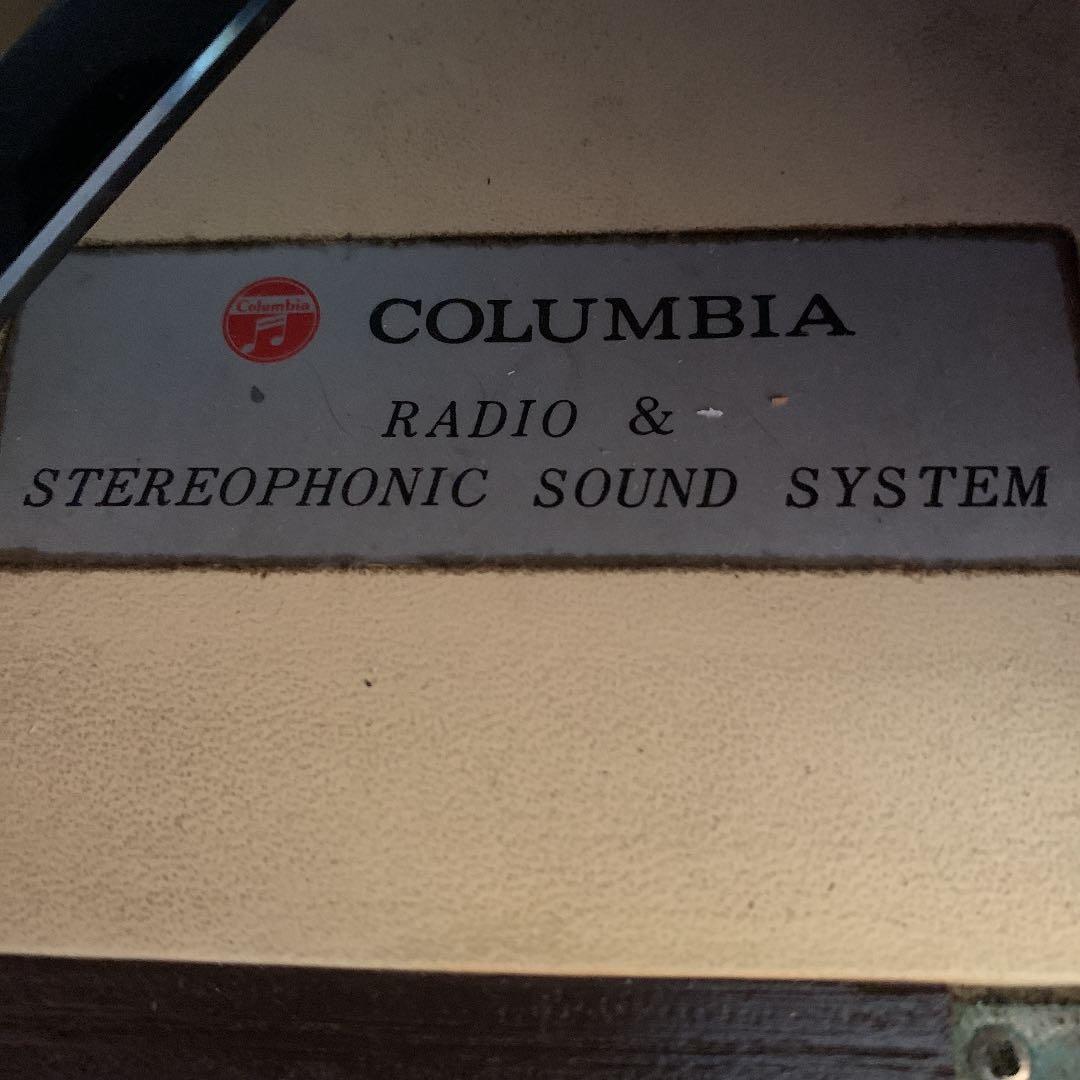 Columbia
COLUMBIA
RADIO &
STEREOPHONIC SOUND SYSTEM